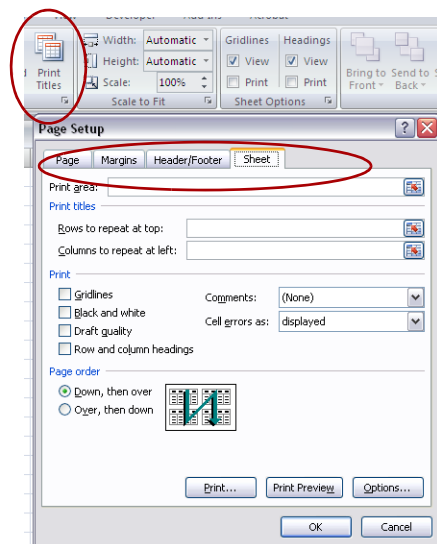 Width: Automatic Gridlines Headings
Print Titles Height: Automatic View View Bring to Front Send to Back
Scale: 100% Print Print
Scale to Fit Sheet Options
Page Setup
Page Margins Header/Footer Sheet
Print area:
Print titles
Rows to repeat at top:
Columns to repeat at left:
Print
Gridlines
Comments: (None)
Black and white
Cell errors as: displayed
Draft quality
Row and column headings
Page order
Down, then over
Over, then down
Print... Print Preview Options...
OK Cancel